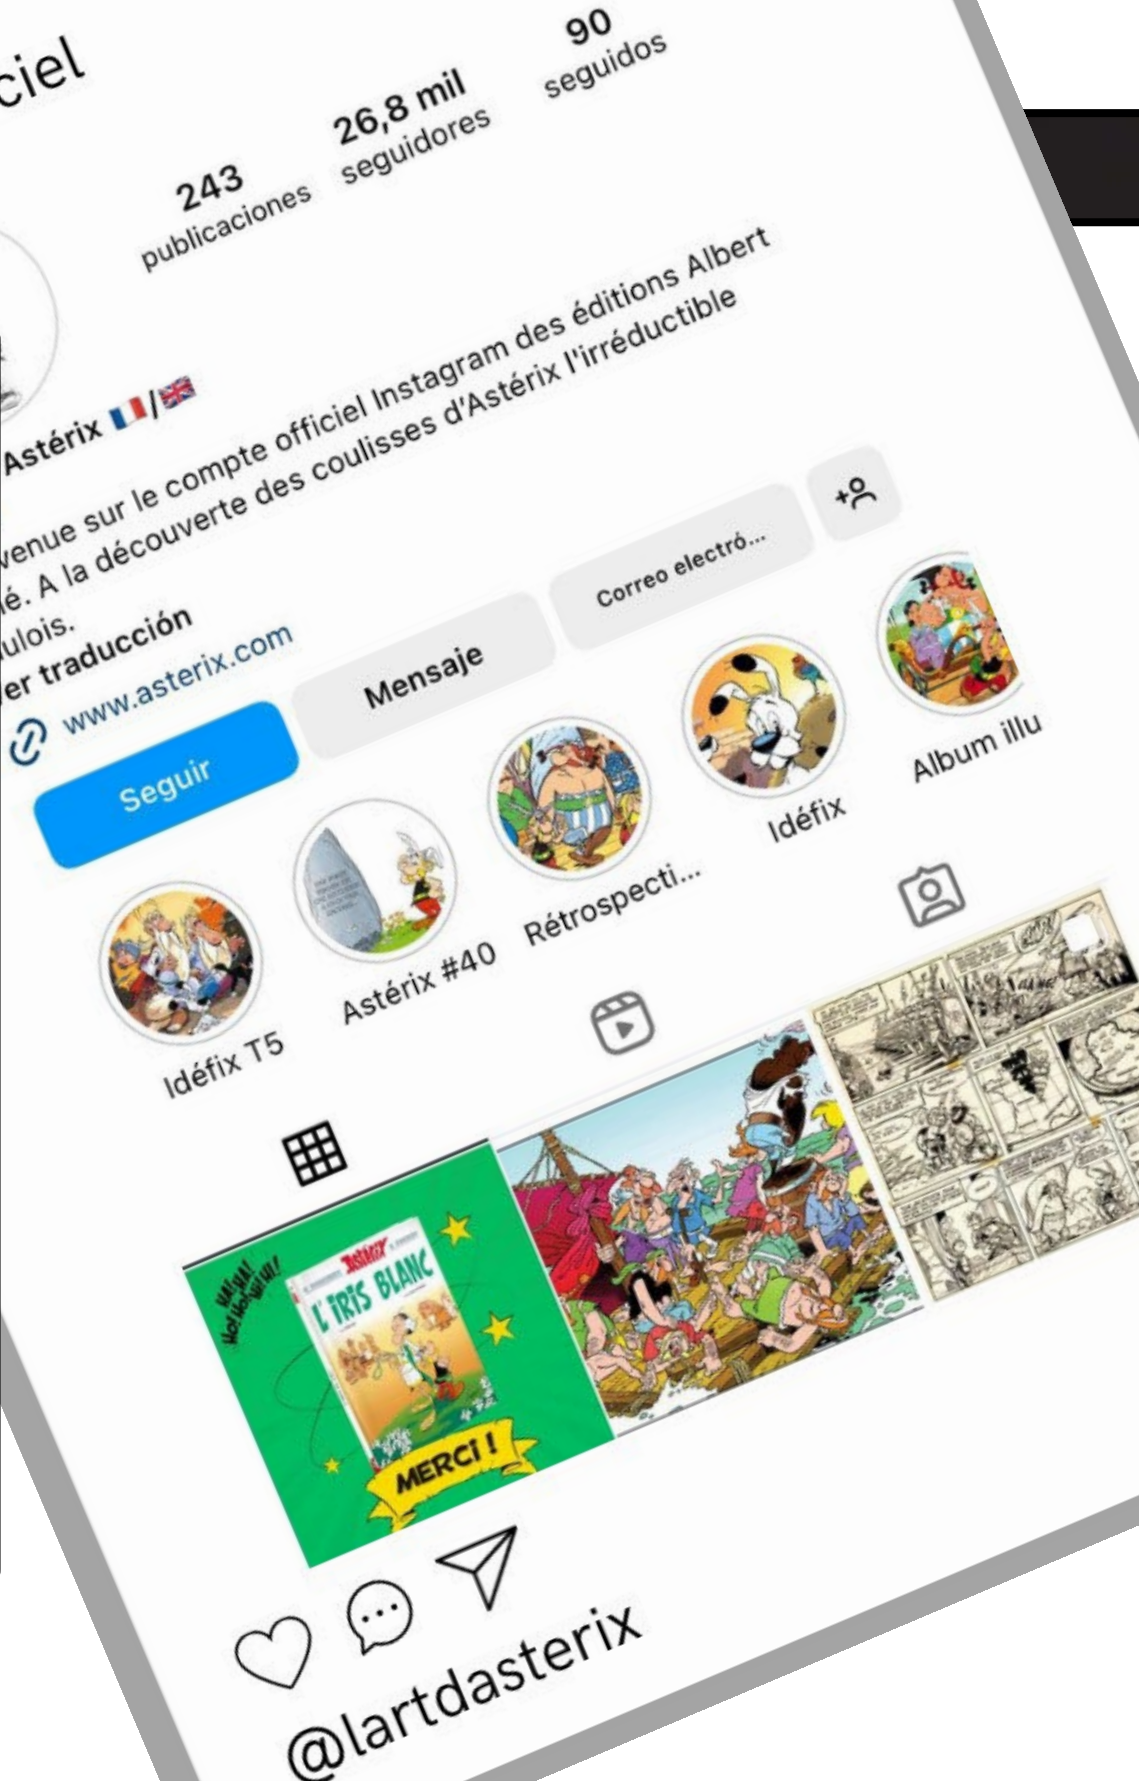 ciel
243
publicaciones
26,8 mil
seguidores
90
seguidos
Astérix 🇫🇷/🇬🇧
venue sur le compte officiel Instagram des éditions Albert
é. A la découverte des coulisses d'Astérix l'irréductible
ulois.
er traducción
www.asterix.com
Seguir
Mensaje
Correo electró...
Idéfix T5
Astérix #40
Rétrospecti...
Idéfix
Album illu
Astérix
L'IRIS BLANC
MERCI !
@lartdasterix